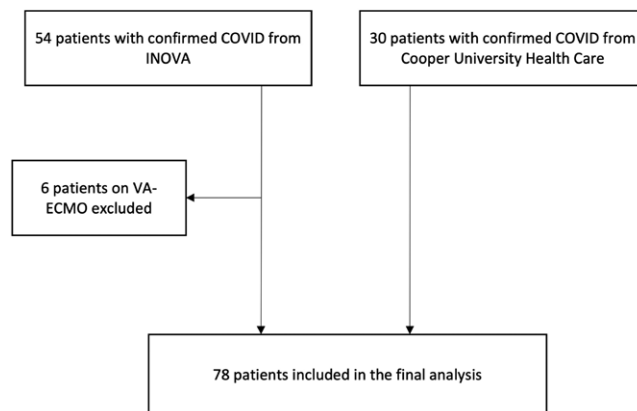 54 patients with confirmed COVID from
INOVA
30 patients with confirmed COVID from
Cooper University Health Care
6 patients on VA-
ECMO excluded
78 patients included in the final analysis